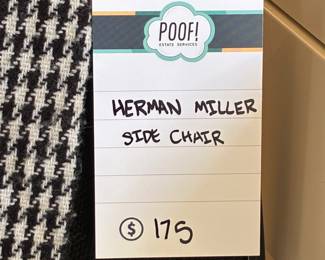 POOF!
ESTATE SERVICES
HERMAN MILLER
SIDE CHAIR
$ 175